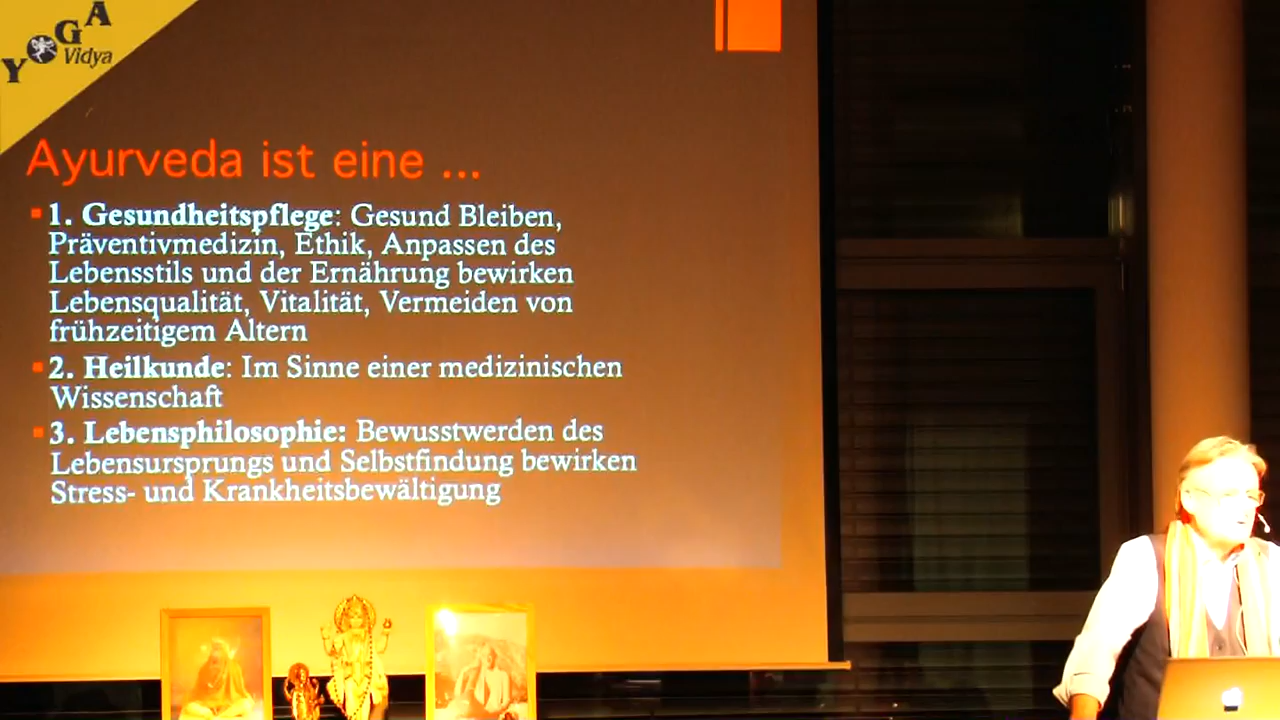 YOGA
Vidya
Ayurveda ist eine ...
1. Gesundheitspflege: Gesund Bleiben,
Präventivmedizin, Ethik, Anpassen des
Lebensstils und der Ernährung bewirken
Lebensqualität, Vitalität, Vermeiden von
frühzeitigem Altern
2. Heilkunde: Im Sinne einer medizinischen
Wissenschaft
3. Lebensphilosophie: Bewusstwerden des
Lebensursprungs und Selbstfindung bewirken
Stress- und Krankheitsbewältigung